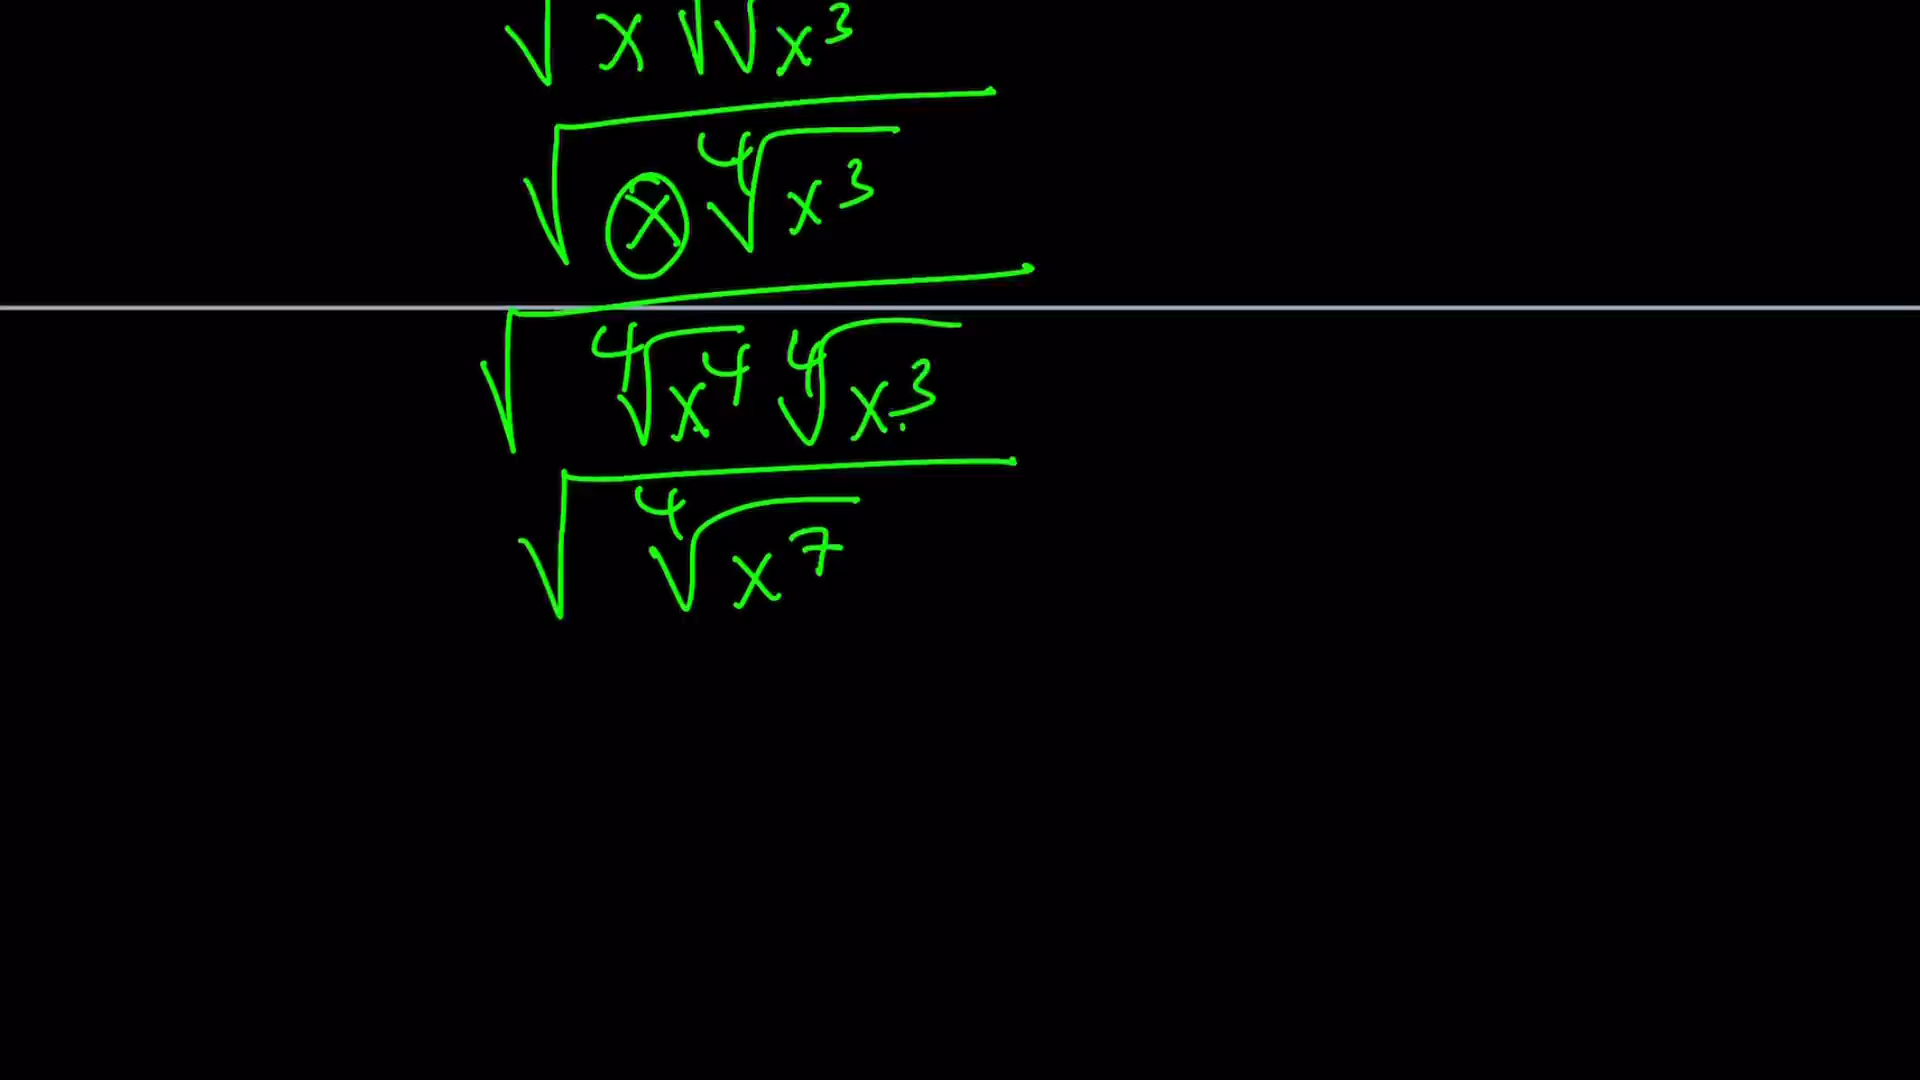 √x√√x³
√(x ∜x³)
√(∜x⁴ ∜x³)
√(∜x⁷)